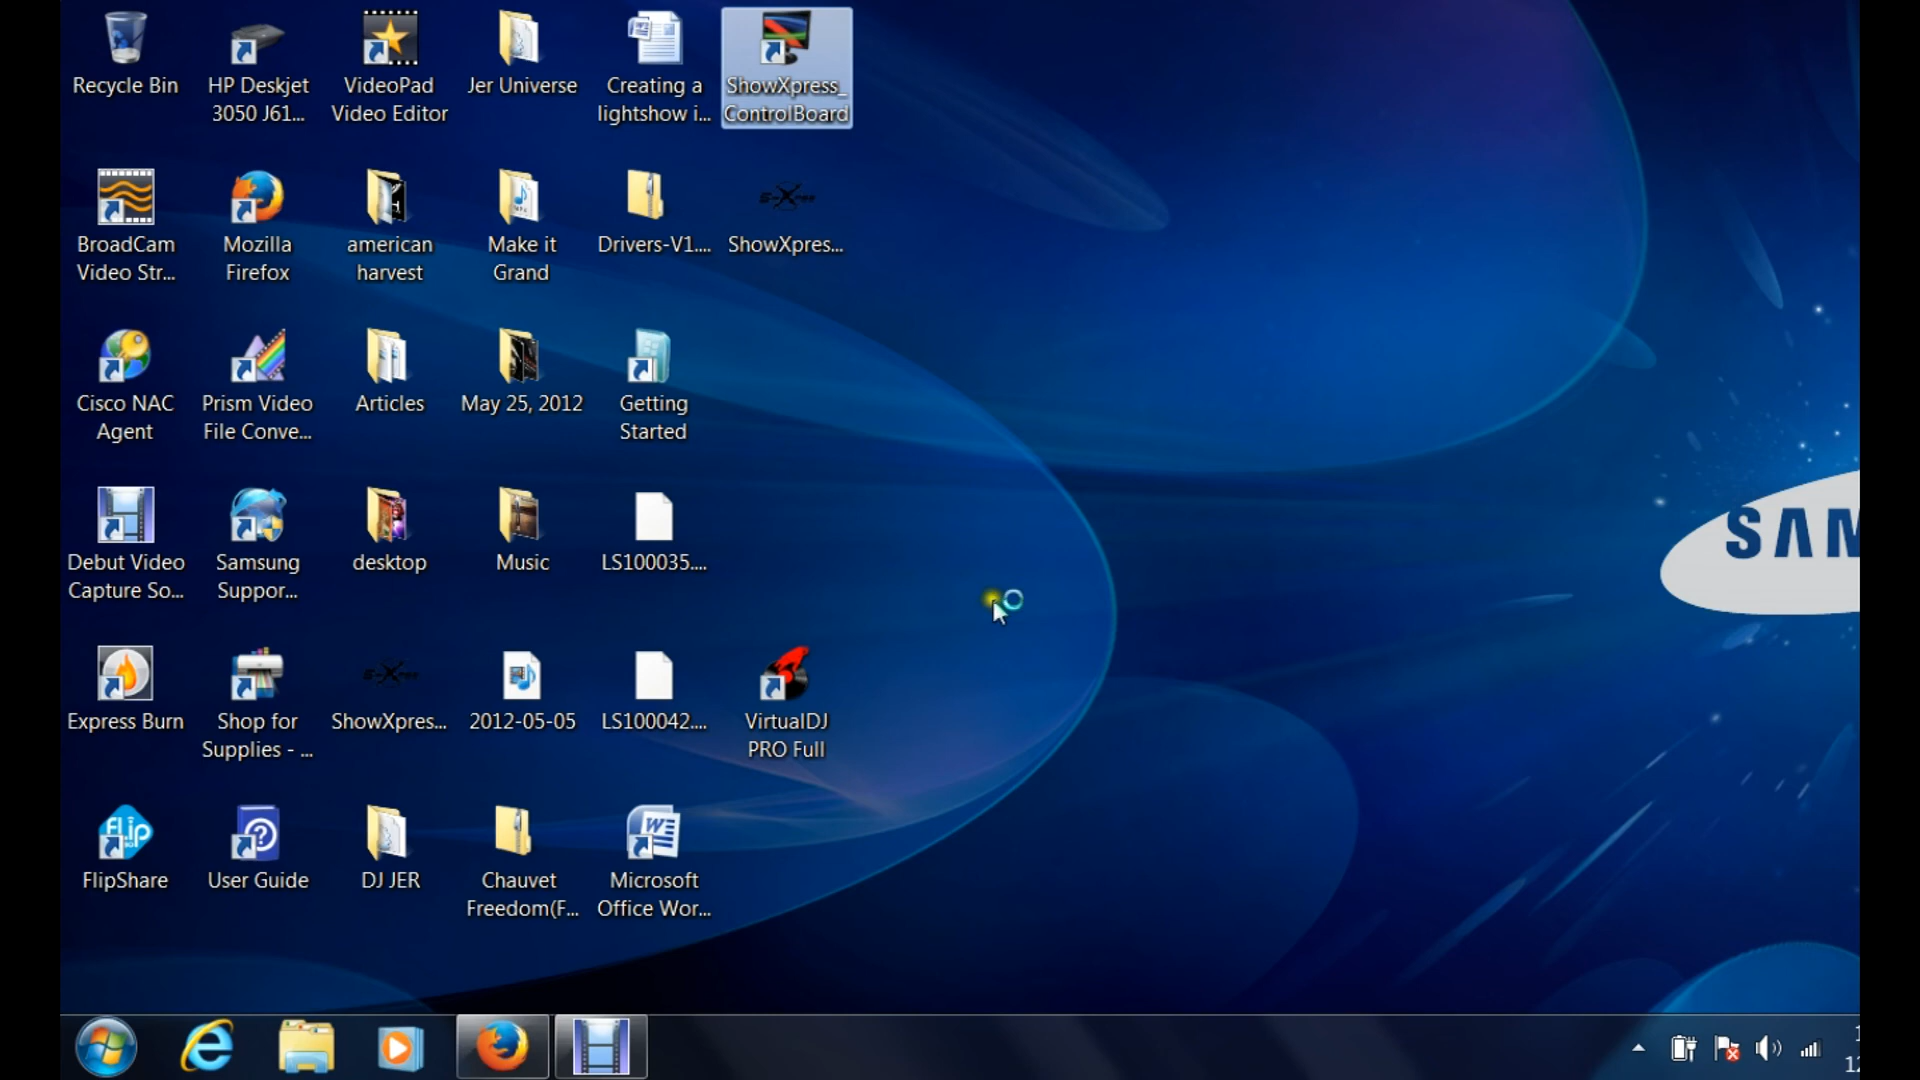 Recycle Bin
HP Deskjet
3050 J61...
VideoPad
Video Editor
Jer Universe
Creating a
lightshow i...
ShowXpress_
ControlBoard
BroadCam
Video Str...
Mozilla
Firefox
american
harvest
Make it
Grand
Drivers-V1....
ShowXpres...
Cisco NAC
Agent
Prism Video
File Conve...
Articles
May 25, 2012
Getting
Started
Debut Video
Capture So...
Samsung
Suppor...
desktop
Music
LS100035....
SAM
Express Burn
Shop for
Supplies - ...
ShowXpres...
2012-05-05
LS100042....
VirtualDJ
PRO Full
Flip
FlipShare
User Guide
DJ JER
Chauvet
Freedom(F...
Microsoft
Office Wor...